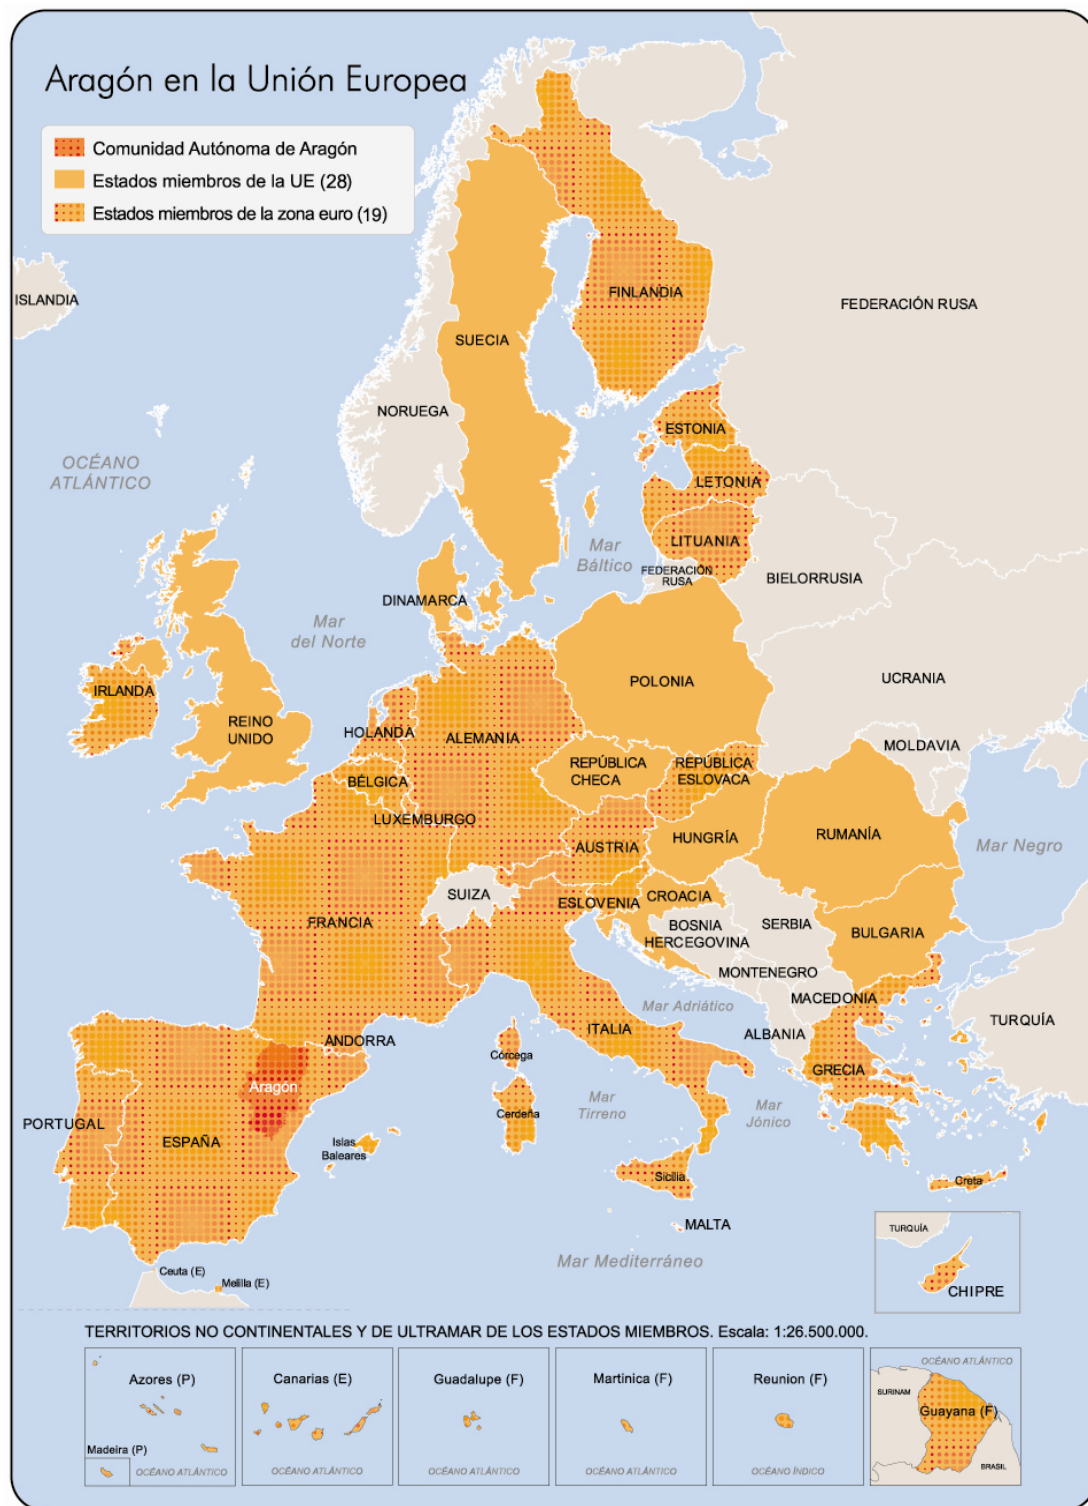 Aragón en la Unión Europea
Comunidad Autónoma de Aragón
Estados miembros de la UE (28)
Estados miembros de la zona euro (19)
ISLANDIA
FINLANDIA
FEDERACIÓN RUSA
SUECIA
NORUEGA
ESTONIA
OCÉANO
ATLÁNTICO
LETONIA
LITUANIA
Mar
Báltico
FEDERACIÓN
RUSA
BIELORRUSIA
DINAMARCA
Mar
del Norte
UCRANIA
POLONIA
IRLANDA
REINO
UNIDO
HOLANDA
ALEMANIA
MOLDAVIA
REPÚBLICA
CHECA
REPÚBLICA
ESLOVACA
BÉLGICA
LUXEMBURGO
HUNGRÍA
RUMANÍA
AUSTRIA
Mar Negro
SUIZA
ESLOVENIA
CROACIA
FRANCIA
BOSNIA
HERCEGOVINA
SERBIA
BULGARIA
MONTENEGRO
MACEDONIA
Mar Adriático
TURQUÍA
ITALIA
ALBANIA
ANDORRA
Córcega
GRECIA
Aragón
Cerdeña
Mar
Tirreno
Mar
Jónico
PORTUGAL
ESPAÑA
Islas
Baleares
Sicilia
Creta
MALTA
Mar Mediterráneo
TURQUÍA
CHIPRE
Ceuta (E)
Melilla (E)
TERRITORIOS NO CONTINENTALES Y DE ULTRAMAR DE LOS ESTADOS MIEMBROS. Escala: 1:26.500.000.
Azores (P)
Madeira (P)
OCÉANO ATLÁNTICO
Canarias (E)
OCÉANO ATLÁNTICO
Guadalupe (F)
OCÉANO ATLÁNTICO
Martinica (F)
OCÉANO ATLÁNTICO
Reunion (F)
OCÉANO ÍNDICO
OCÉANO ATLÁNTICO
SURINAM
Guayana (F)
BRASIL